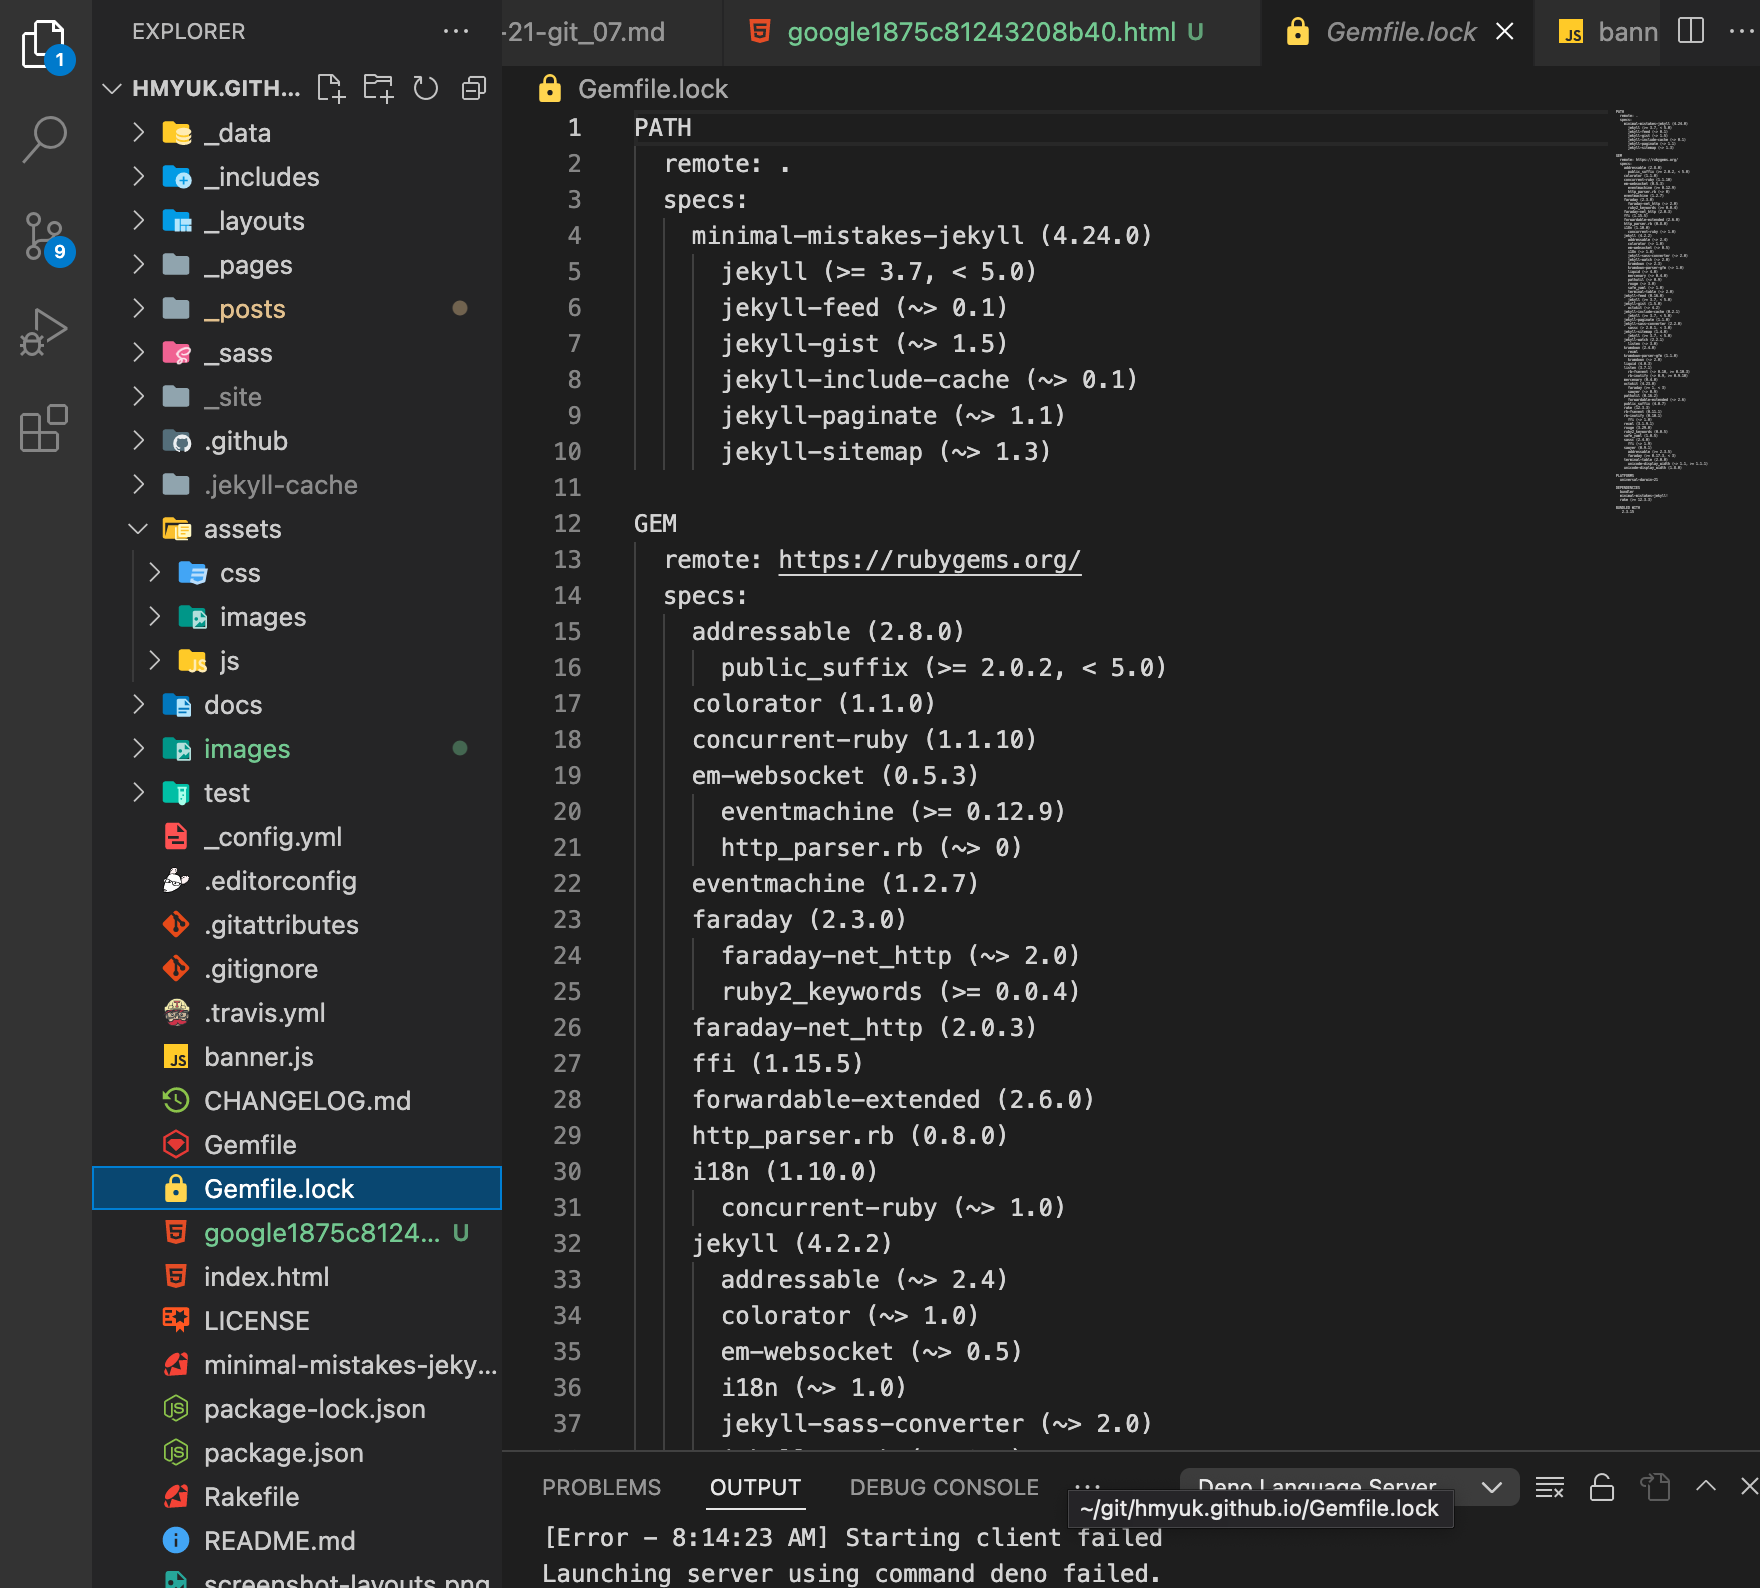 EXPLORER
-21-git_07.md
google1875c81243208b40.html U
Gemfile.lock
bann
1
HMYUK.GITH...
Gemfile.lock
_data
_includes
_layouts
_pages
_posts
_sass
_site
.github
.jekyll-cache
assets
css
images
js
docs
images
test
_config.yml
.editorconfig
.gitattributes
.gitignore
.travis.yml
banner.js
CHANGELOG.md
Gemfile
Gemfile.lock
google1875c8124... U
index.html
LICENSE
minimal-mistakes-jeky...
package-lock.json
package.json
Rakefile
README.md
screenshot-layouts.png
9
1 PATH
2 remote: .
3 specs:
4 minimal-mistakes-jekyll (4.24.0)
5 jekyll (>= 3.7, < 5.0)
6 jekyll-feed (~> 0.1)
7 jekyll-gist (~> 1.5)
8 jekyll-include-cache (~> 0.1)
9 jekyll-paginate (~> 1.1)
10 jekyll-sitemap (~> 1.3)
11
12 GEM
13 remote: https://rubygems.org/
14 specs:
15 addressable (2.8.0)
16 public_suffix (>= 2.0.2, < 5.0)
17 colorator (1.1.0)
18 concurrent-ruby (1.1.10)
19 em-websocket (0.5.3)
20 eventmachine (>= 0.12.9)
21 http_parser.rb (~> 0)
22 eventmachine (1.2.7)
23 faraday (2.3.0)
24 faraday-net_http (~> 2.0)
25 ruby2_keywords (>= 0.0.4)
26 faraday-net_http (2.0.3)
27 ffi (1.15.5)
28 forwardable-extended (2.6.0)
29 http_parser.rb (0.8.0)
30 i18n (1.10.0)
31 concurrent-ruby (~> 1.0)
32 jekyll (4.2.2)
33 addressable (~> 2.4)
34 colorator (~> 1.0)
35 em-websocket (~> 0.5)
36 i18n (~> 1.0)
37 jekyll-sass-converter (~> 2.0)
PROBLEMS OUTPUT DEBUG CONSOLE
Deno Language Server
~/git/hmyuk.github.io/Gemfile.lock
[Error - 8:14:23 AM] Starting client failed
Launching server using command deno failed.